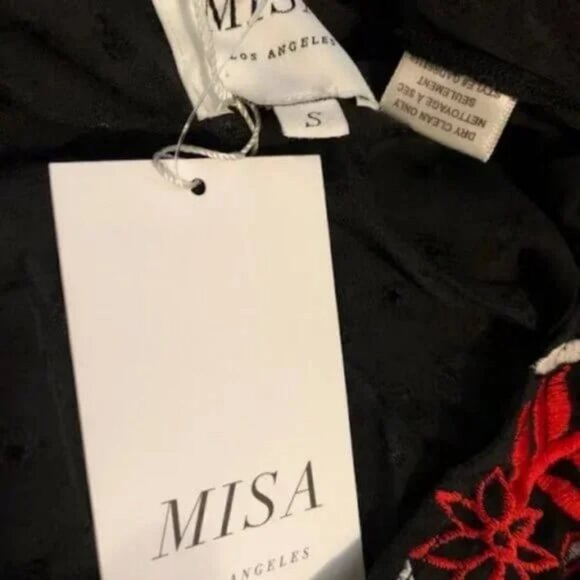 MISA
LOS ANGELES
S
DRY CLEAN ONLY
NETTOYAGE À SEC
SEULEMENT
MISA
ANGELES